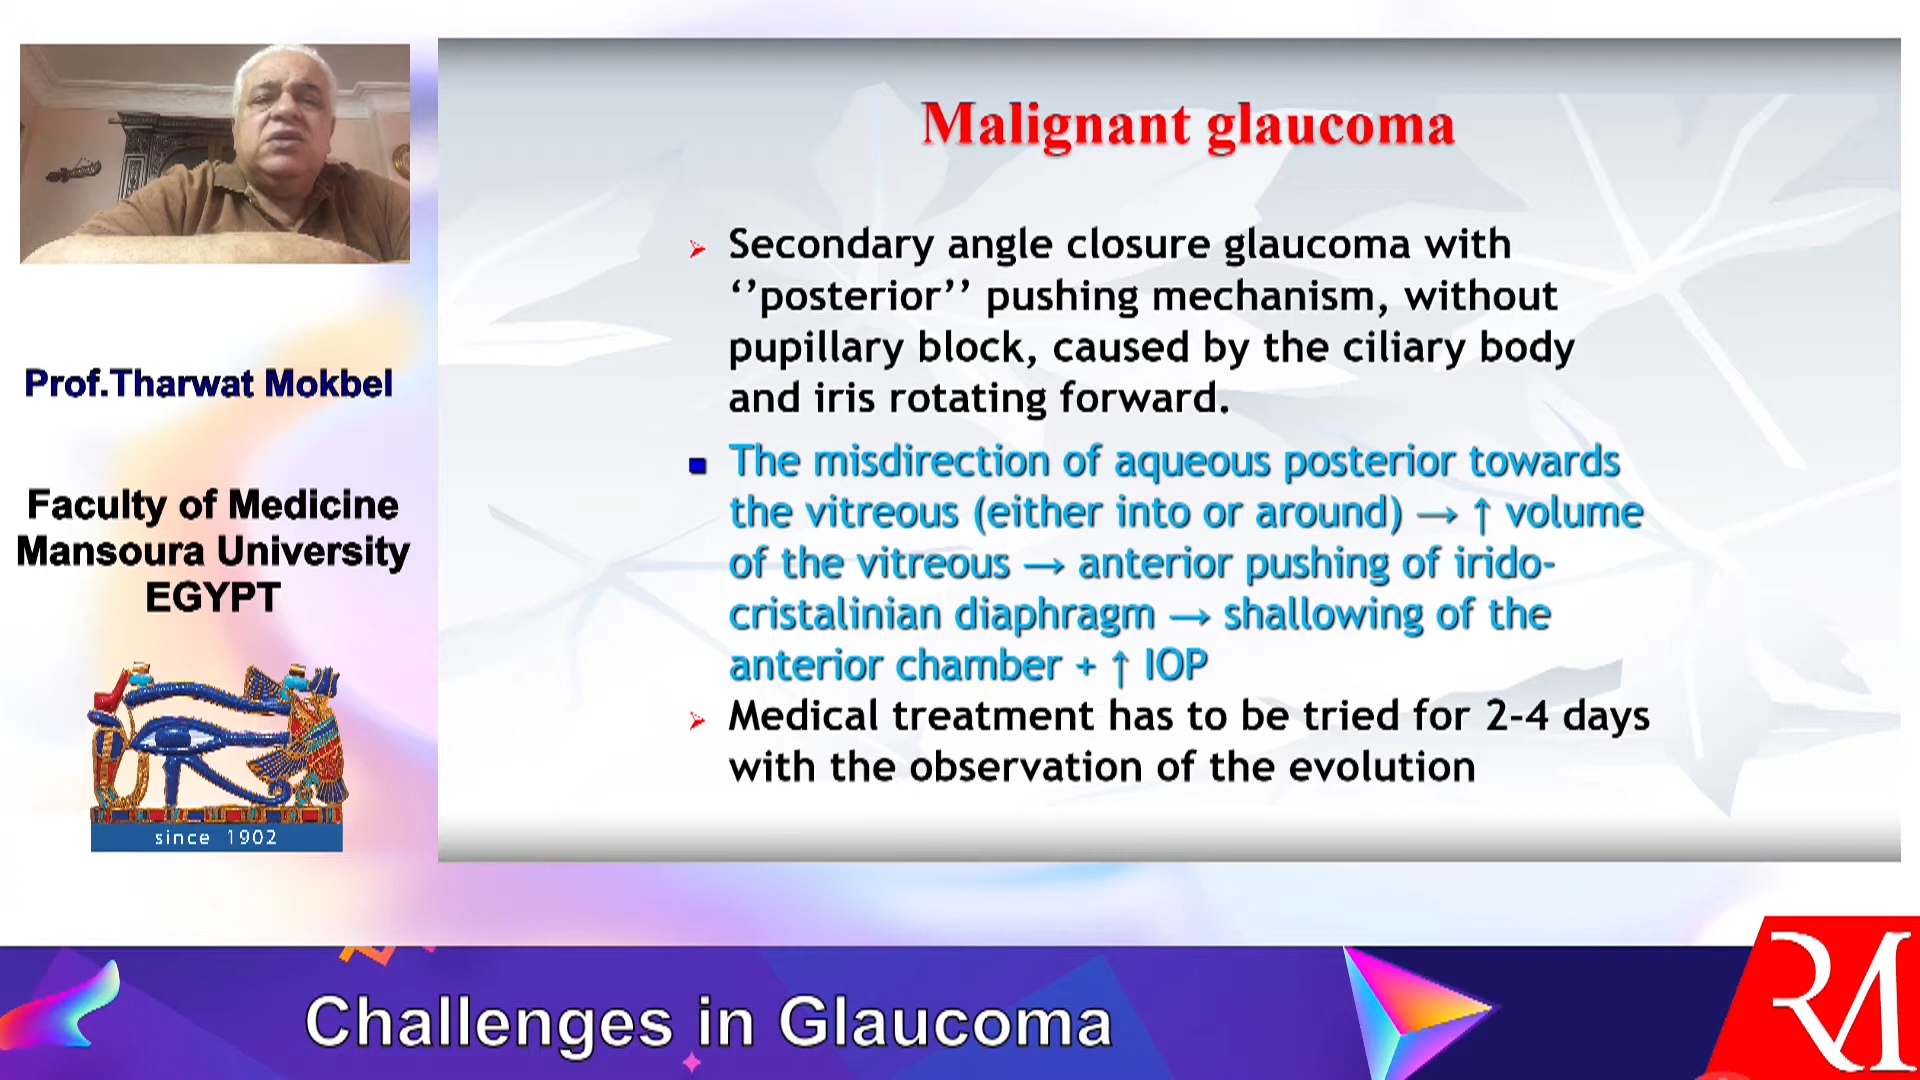 Prof.Tharwat Mokbel
Faculty of Medicine
Mansoura University
EGYPT
since 1902
Malignant glaucoma
Secondary angle closure glaucoma with
‘’posterior’’ pushing mechanism, without
pupillary block, caused by the ciliary body
and iris rotating forward.
The misdirection of aqueous posterior towards
the vitreous (either into or around) → ↑ volume
of the vitreous → anterior pushing of irido-
cristalinian diaphragm → shallowing of the
anterior chamber + ↑ IOP
Medical treatment has to be tried for 2-4 days
with the observation of the evolution
Challenges in Glaucoma
RM